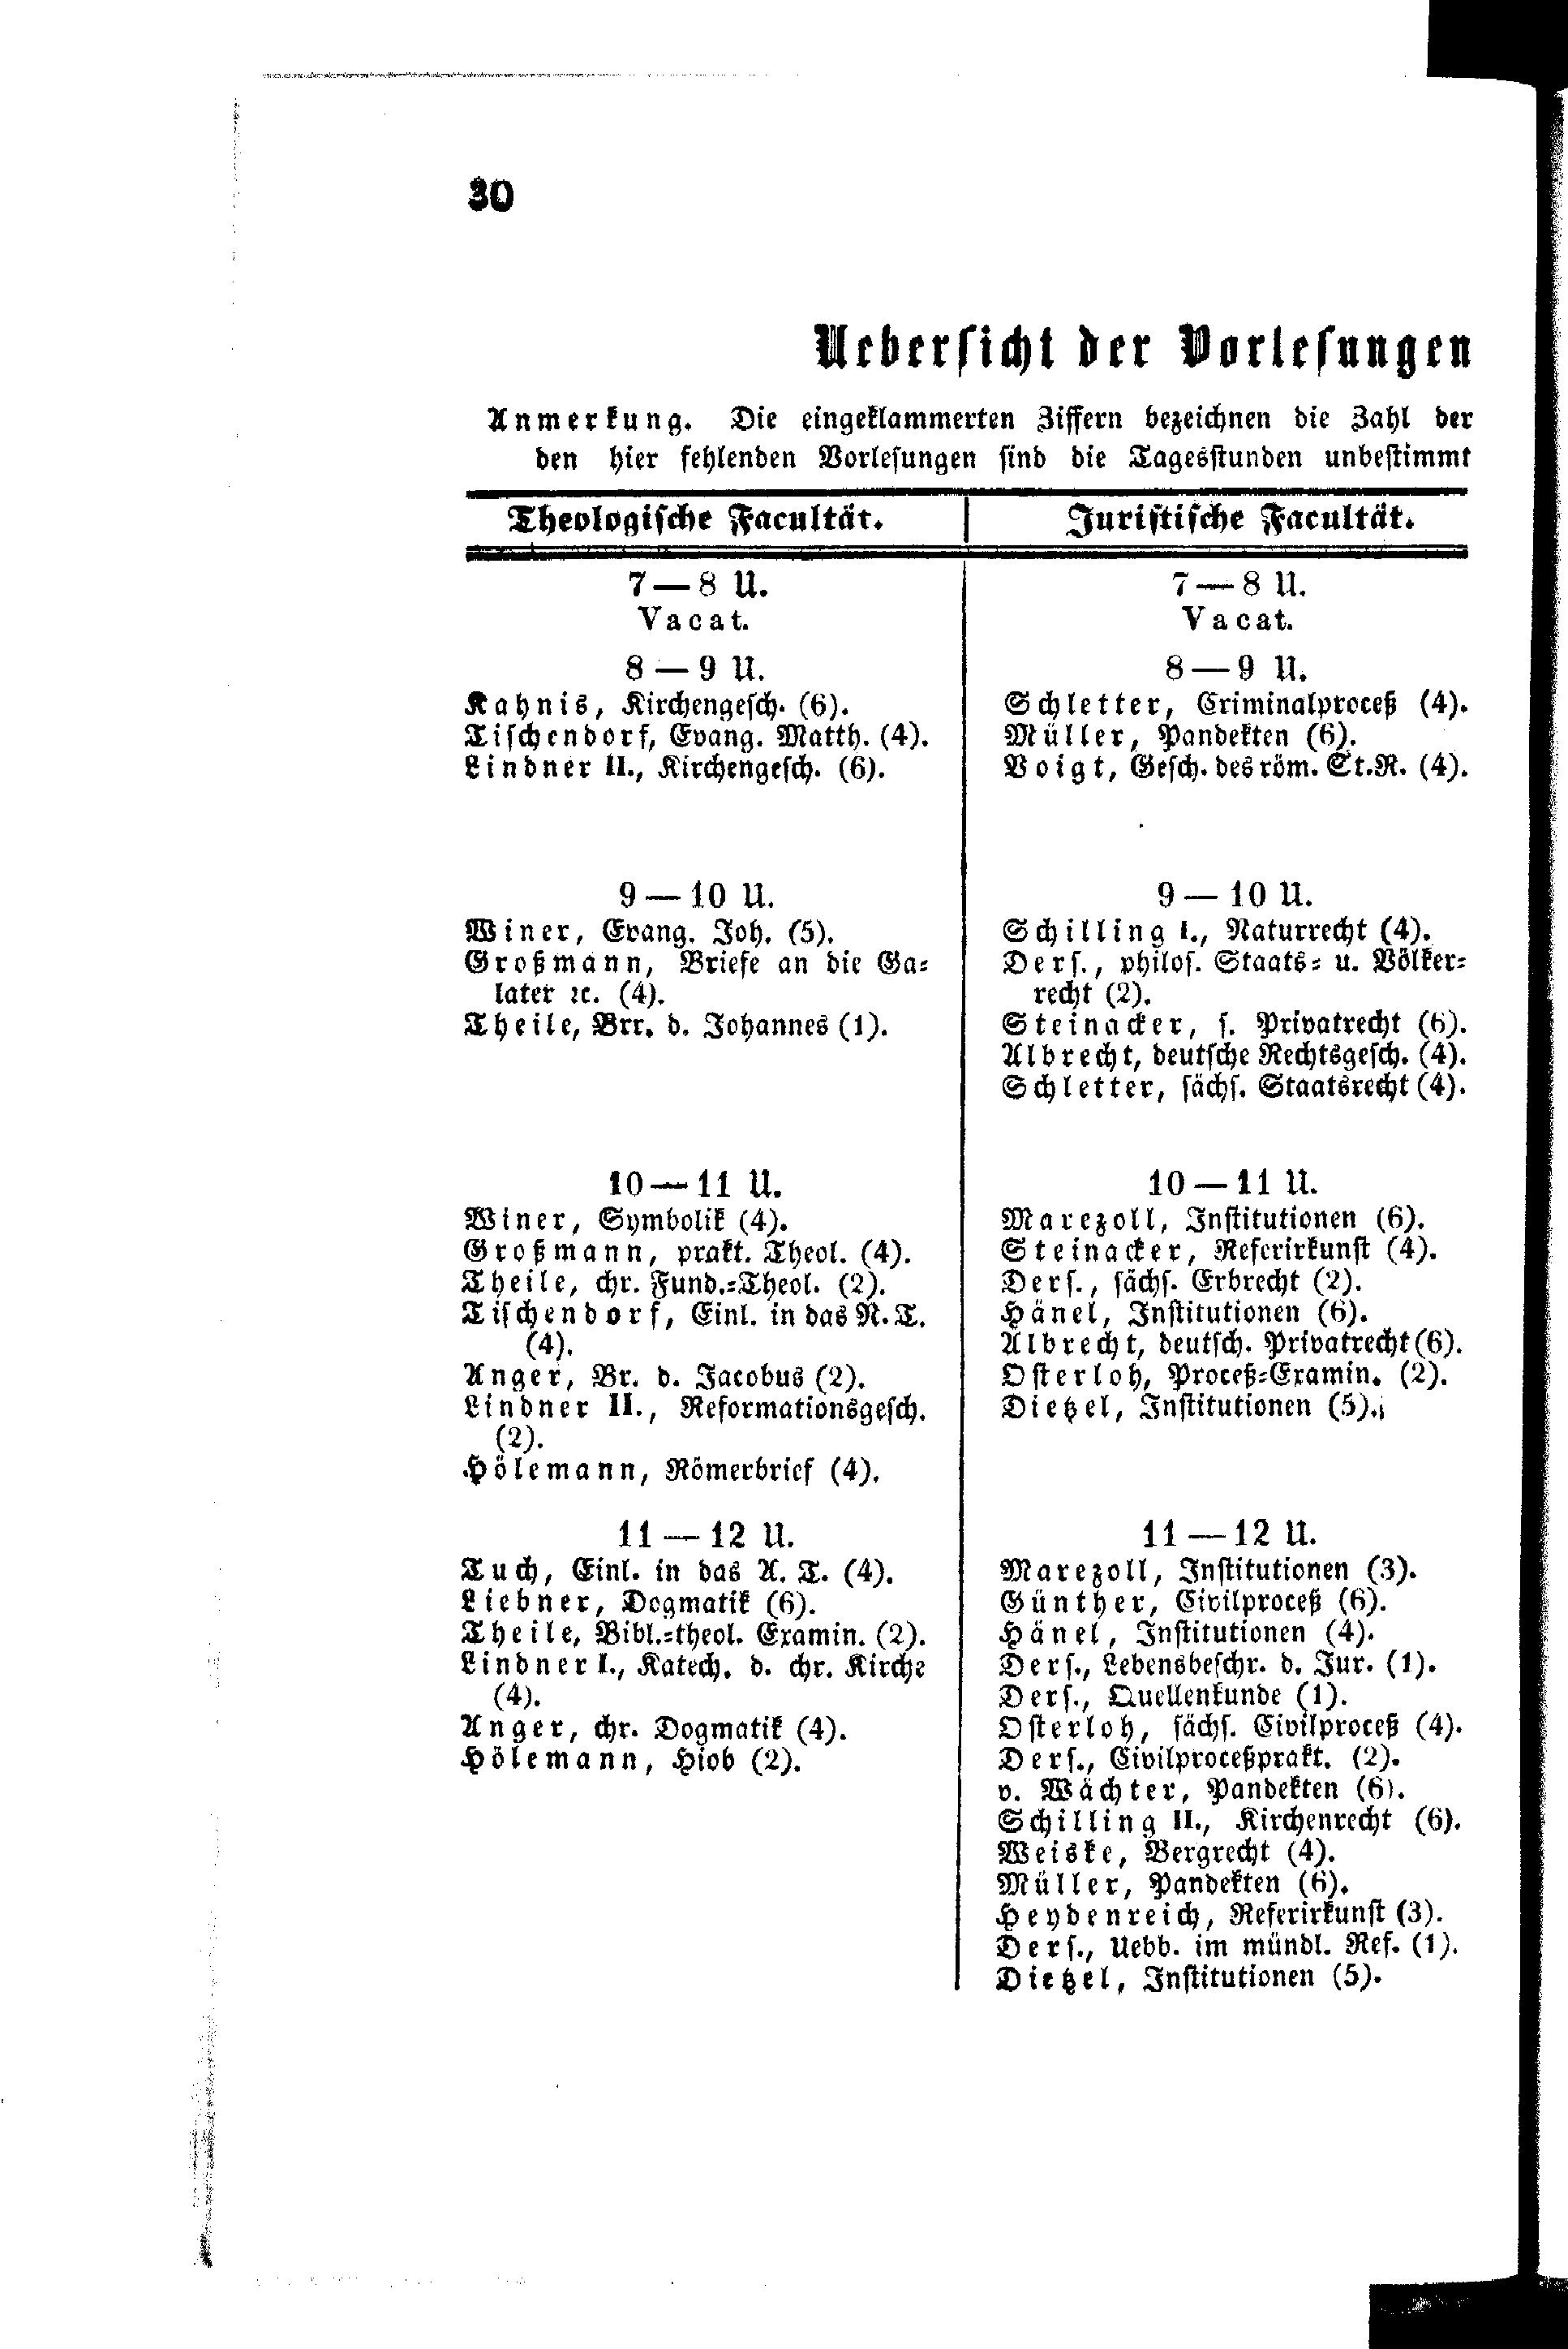 30
Uebersicht der Vorlesungen
Anmerkung. Die eingeklammerten Ziffern bezeichnen die Zahl der
den hier fehlenden Vorlesungen sind die Tagesstunden unbestimmt
Theologische Facultät.
7—8 U.
Vacat.
8—9 U.
Kahnis, Kirchengesch. (6).
Tischendorf, Evang. Matth. (4).
Lindner II., Kirchengesch. (6).
9—10 U.
Winer, Evang. Joh. (5).
Großmann, Briefe an die Ga-
later ꝛc. (4).
Theile, Brr. d. Johannes (1).
10—11 U.
Winer, Symbolik (4).
Großmann, prakt. Theol. (4).
Theile, chr. Fund.-Theol. (2).
Tischendorf, Einl. in das N. T.
(4).
Unger, Br. d. Jacobus (2).
Lindner II., Reformationsgesch.
(2).
Hölemann, Römerbrief (4).
11—12 U.
Tuch, Einl. in das A. T. (4).
Liebner, Dogmatik (6).
Theile, Bibl.-theol. Examin. (2).
Lindner I., Katech. d. chr. Kirche
(4).
Anger, chr. Dogmatik (4).
Hölemann, Hiob (2).
Juristische Facultät.
7—8 U.
Vacat.
8—9 U.
Schletter, Criminalproceß (4).
Müller, Pandekten (6).
Voigt, Gesch. des röm. St.R. (4).
9—10 U.
Schilling I., Naturrecht (4).
Ders., philos. Staats- u. Völker-
recht (2).
Steinacker, s. Privatrecht (6).
Albrecht, deutsche Rechtsgesch. (4).
Schletter, sächs. Staatsrecht (4).
10—11 U.
Marezoll, Institutionen (6).
Steinacker, Referirkunst (4).
Ders., sächs. Erbrecht (2).
Hänel, Institutionen (6).
Albrecht, deutsch. Privatrecht (6).
Osterloh, Proceß-Examin. (2).
Dietzel, Institutionen (5).
11—12 U.
Marezoll, Institutionen (3).
Günther, Civilproceß (6).
Hänel, Institutionen (4).
Ders., Lebensbeschr. d. Jur. (1).
Ders., Quellenkunde (1).
Osterloh, sächs. Civilproceß (4).
Ders., Civilproceßprakt. (2).
v. Wächter, Pandekten (6).
Schilling II., Kirchenrecht (6).
Weiske, Bergrecht (4).
Müller, Pandekten (6).
Heydenreich, Referirkunst (3).
Ders., Uebb. im mündl. Ref. (1).
Dietzel, Institutionen (5).